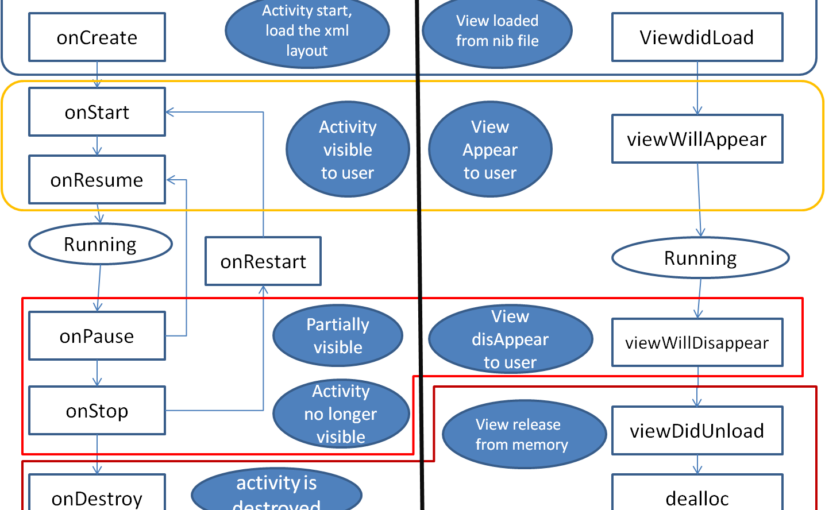 onCreate
Activity start,
load the xml
layout
View loaded
from nib file
ViewdidLoad
onStart
Activity
visible
to user
View
Appear
to user
viewWillAppear
onResume
Running
onRestart
Running
onPause
Partially
visible
View
disAppear
to user
viewWillDisappear
onStop
Activity
no longer
visible
View release
from memory
viewDidUnload
onDestroy
activity is
destroyed
dealloc